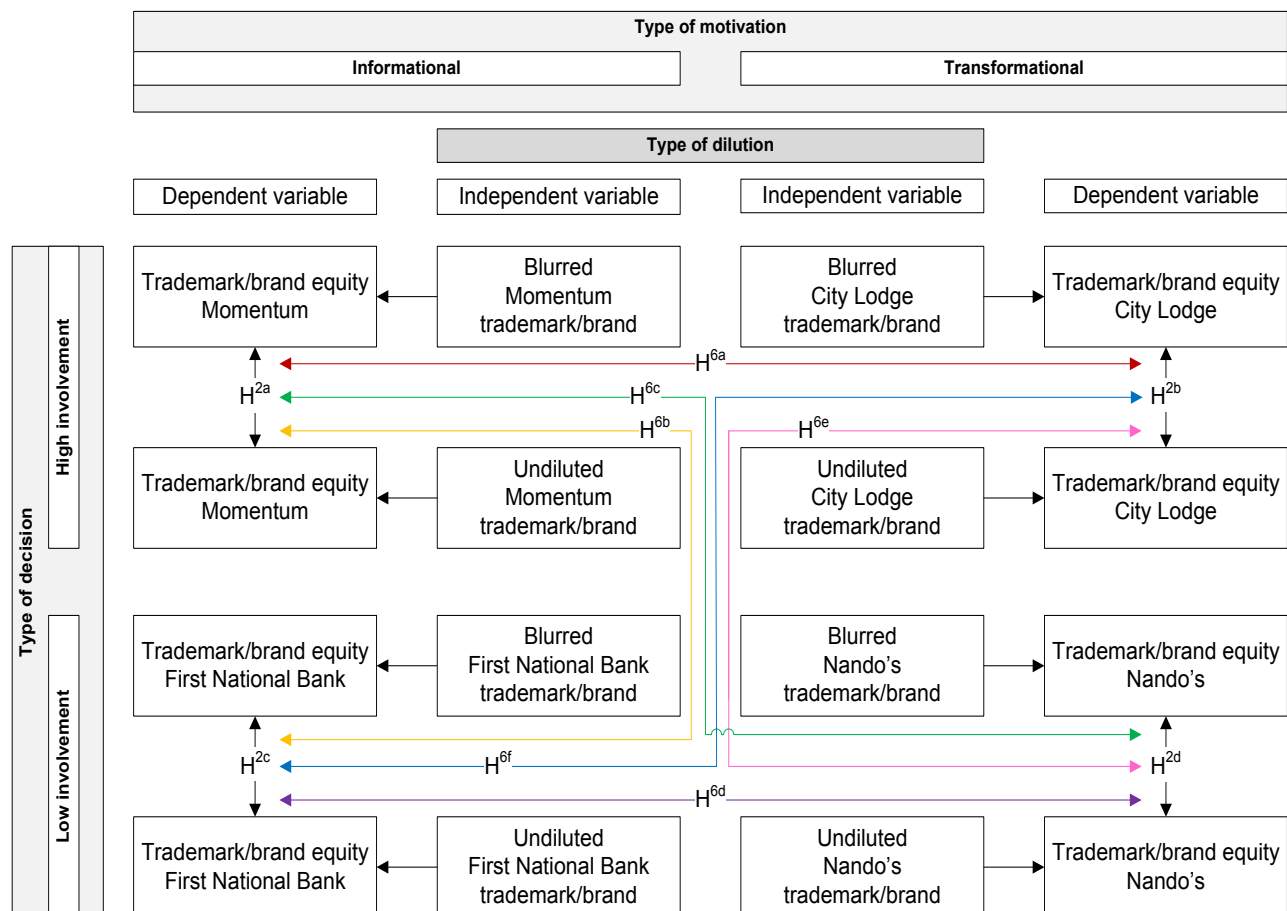 Type of motivation
Informational
Transformational
Type of dilution
Dependent variable
Independent variable
Independent variable
Dependent variable
Type of decision
High involvement
Trademark/brand equity
Momentum
Blurred
Momentum
trademark/brand
Blurred
City Lodge
trademark/brand
Trademark/brand equity
City Lodge
H6a
H2a
H6c
H2b
H6b
H6e
Trademark/brand equity
Momentum
Undiluted
Momentum
trademark/brand
Undiluted
City Lodge
trademark/brand
Trademark/brand equity
City Lodge
Low involvement
Trademark/brand equity
First National Bank
Blurred
First National Bank
trademark/brand
Blurred
Nando's
trademark/brand
Trademark/brand equity
Nando's
H2c
H6f
H2d
H6d
Trademark/brand equity
First National Bank
Undiluted
First National Bank
trademark/brand
Undiluted
Nando's
trademark/brand
Trademark/brand equity
Nando's